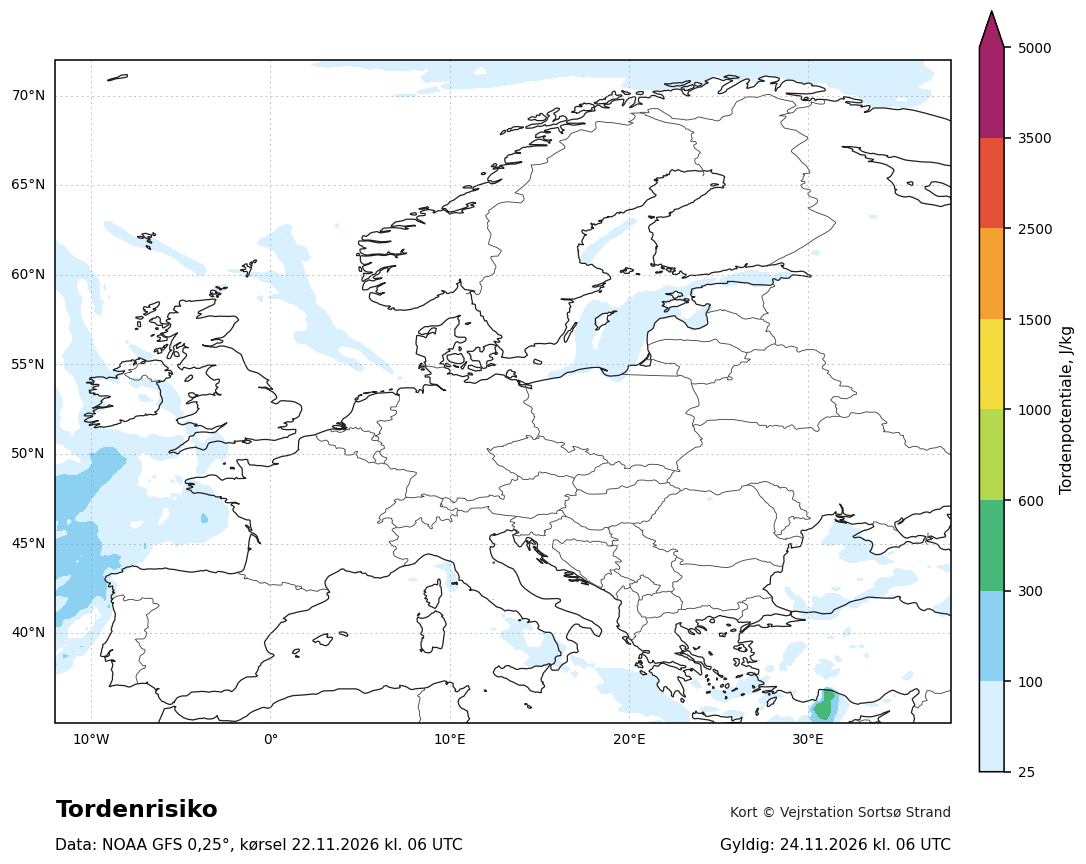 70°N
65°N
60°N
55°N
50°N
45°N
40°N
10°W
0°
10°E
20°E
30°E
5000
3500
2500
1500
1000
600
300
100
25
Tordenpotentiale, J/kg
Tordenrisiko
Kort © Vejrstation Sortsø Strand
Data: NOAA GFS 0,25°, kørsel 22.11.2026 kl. 06 UTC
Gyldig: 24.11.2026 kl. 06 UTC